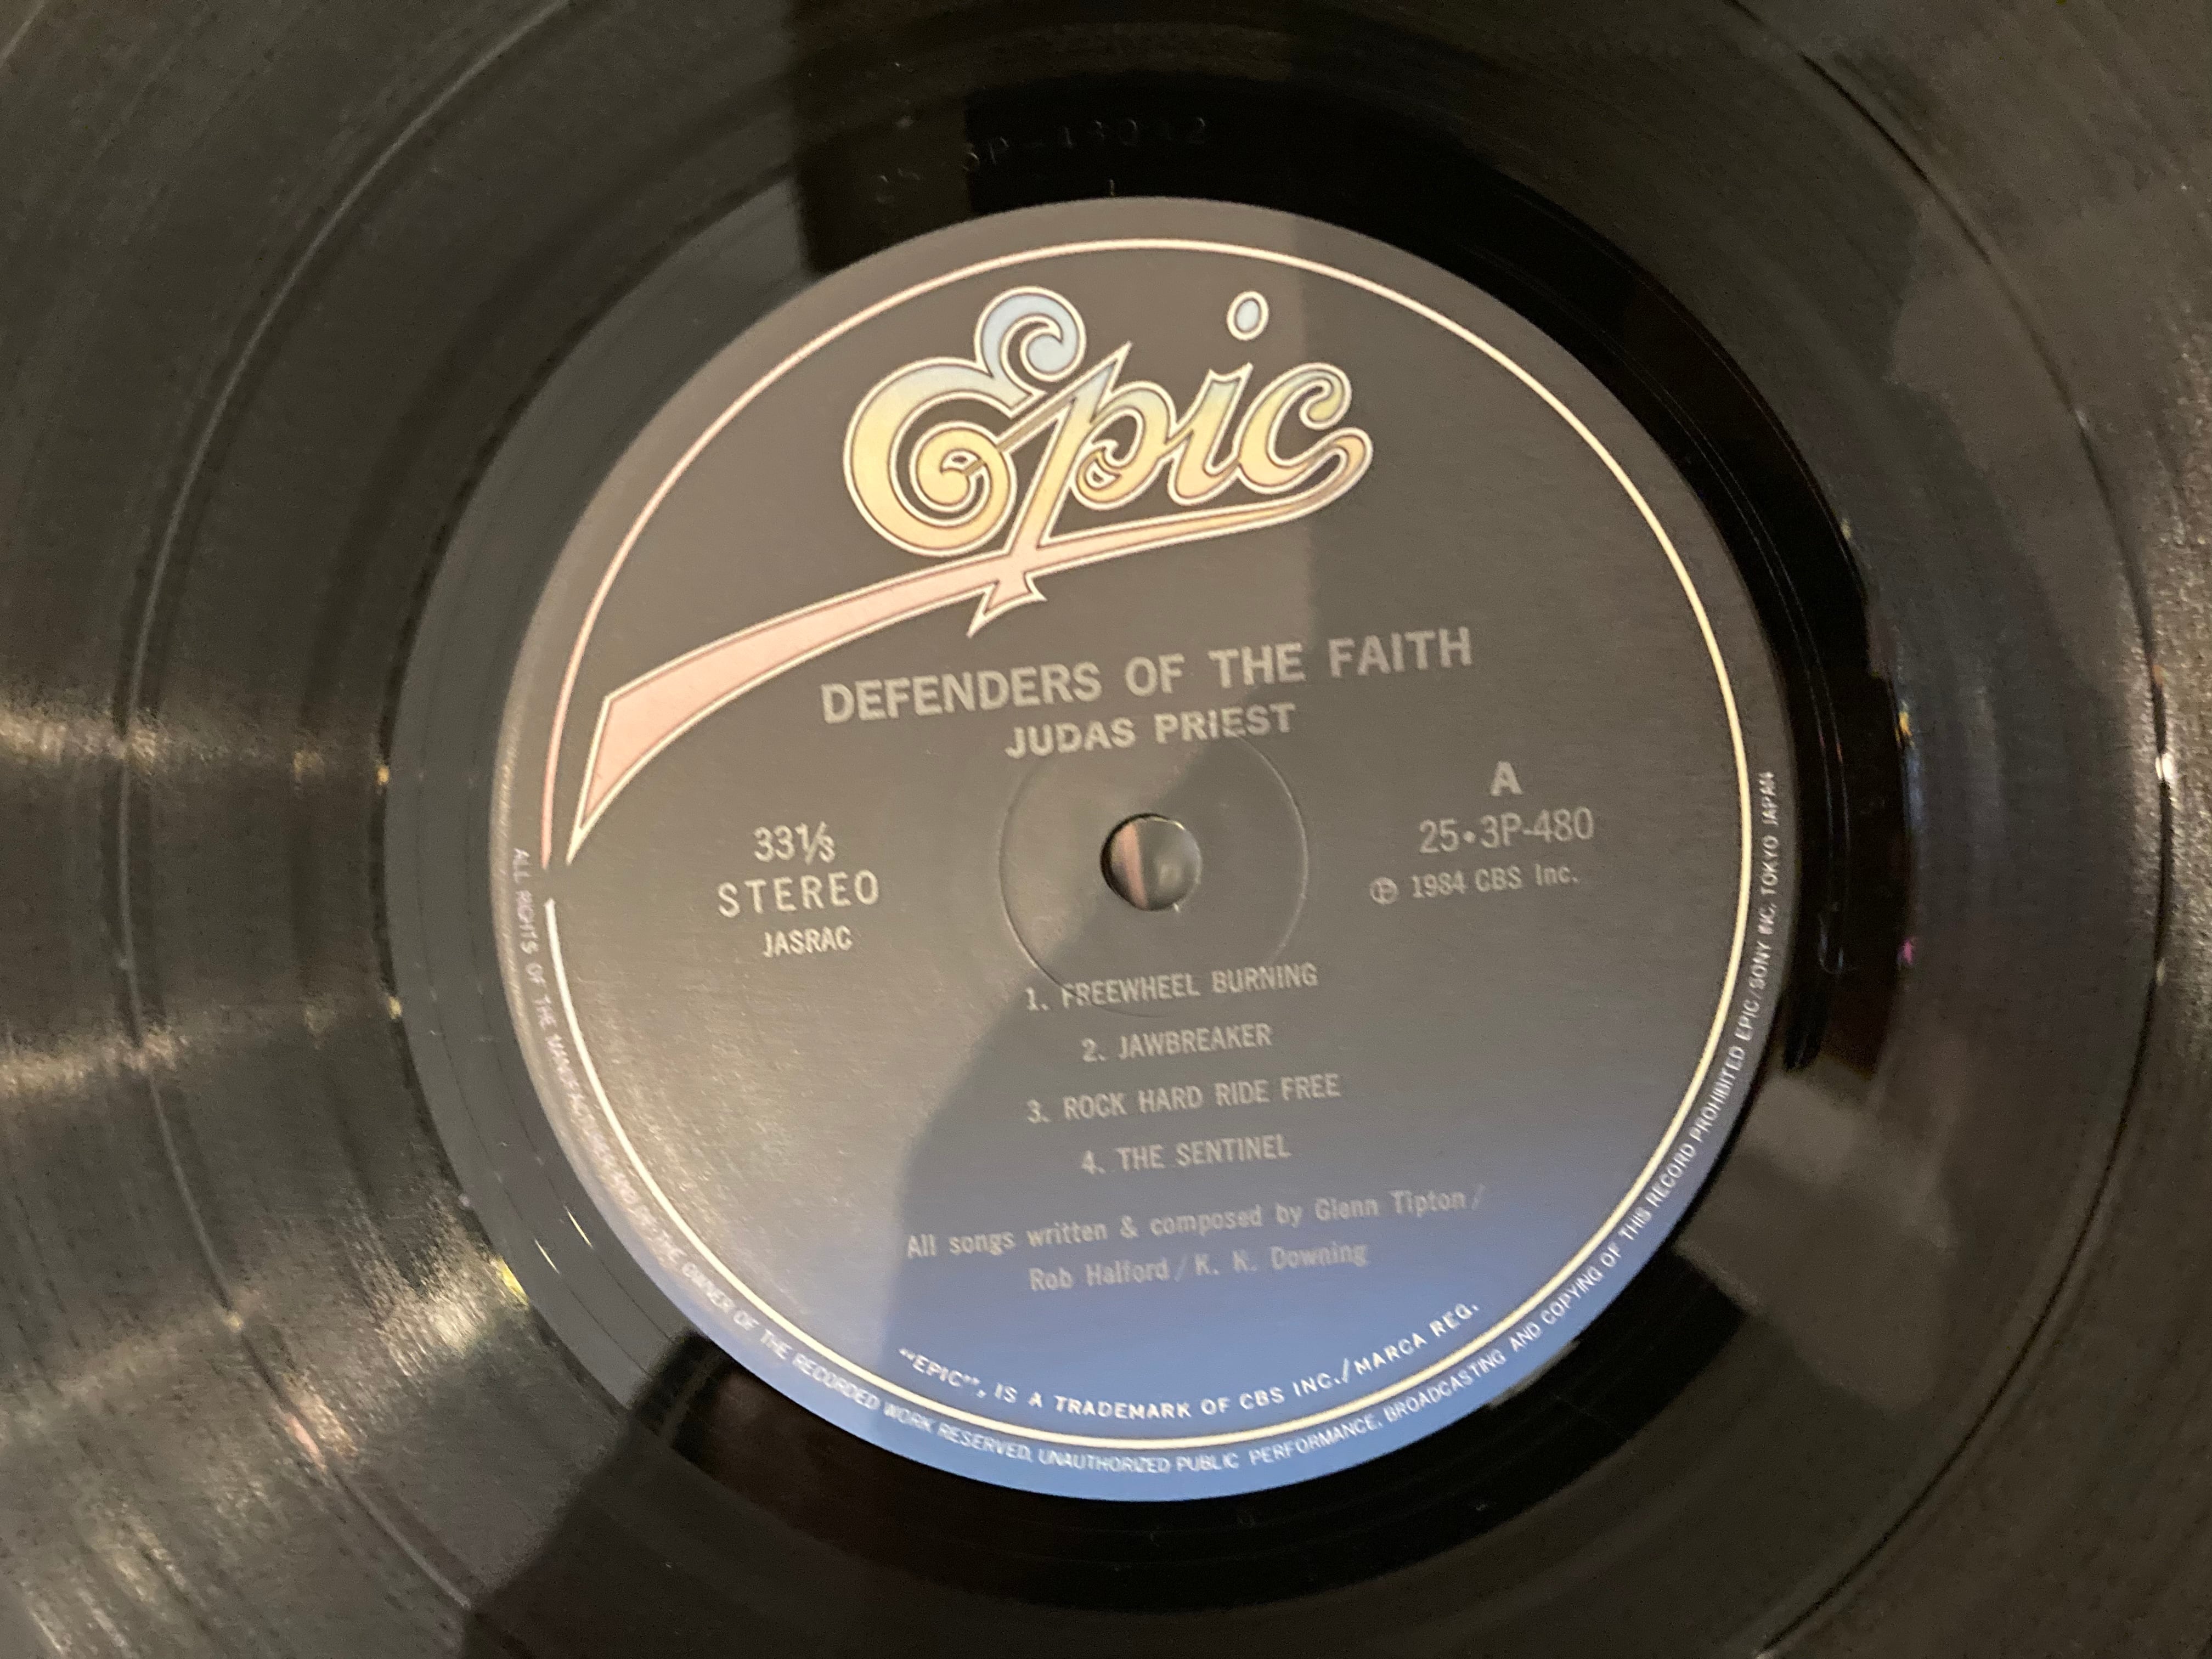 Epic
DEFENDERS OF THE FAITH
JUDAS PRIEST
33⅓
STEREO
JASRAC
A
25•3P-480
℗ 1984 CBS Inc.
1. FREEWHEEL BURNING
2. JAWBREAKER
3. ROCK HARD RIDE FREE
4. THE SENTINEL
All songs written & composed by Glenn Tipton /
Rob Halford / K. K. Downing
"EPIC", IS A TRADEMARK OF CBS INC./MARCA REG.
ALL RIGHTS OF THE MANUFACTURER AND OF THE OWNER OF THE RECORDED WORK RESERVED, UNAUTHORIZED PUBLIC PERFORMANCE, BROADCASTING AND COPYING OF THIS RECORD PROHIBITED EPIC/SONY INC. TOKYO JAPAN